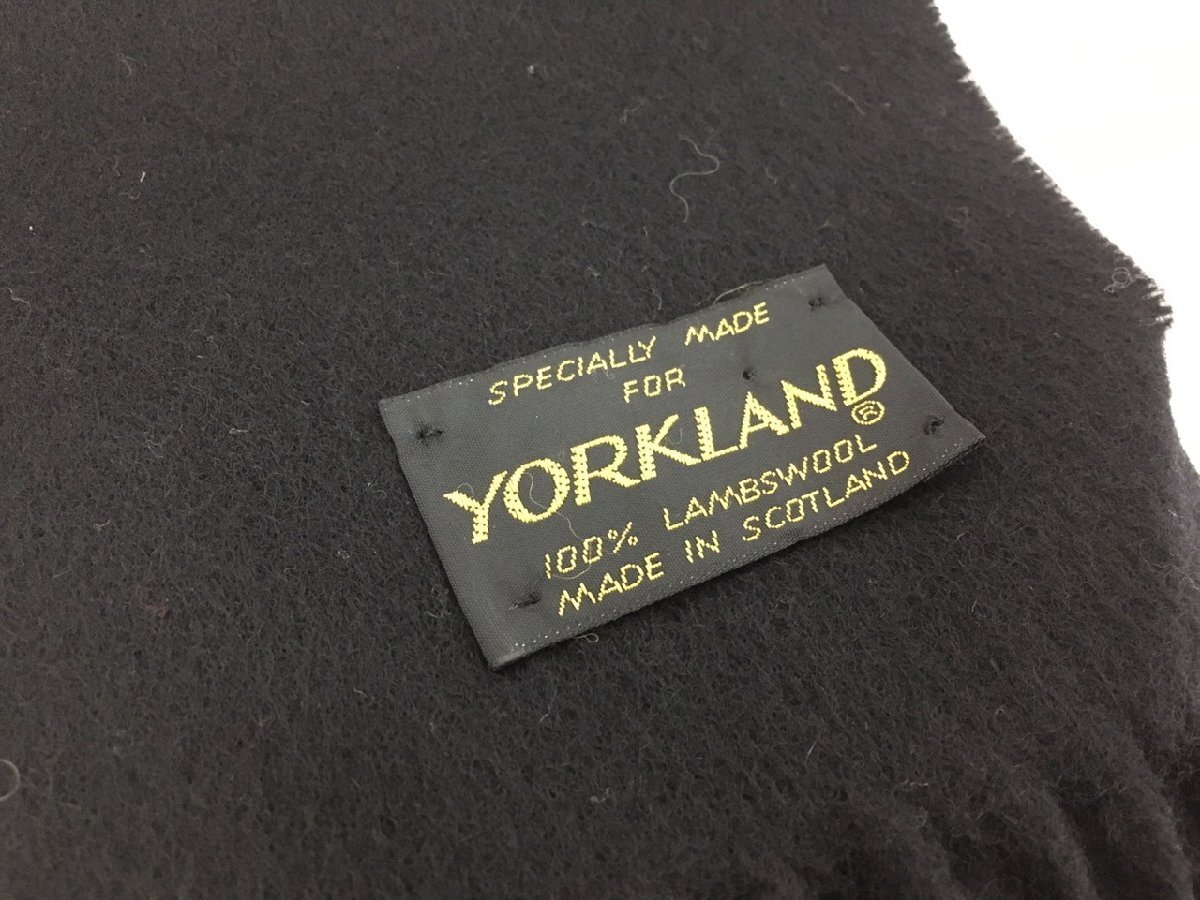 SPECIALLY MADE
FOR
YORKLAND®
100% LAMBSWOOL
MADE IN SCOTLAND